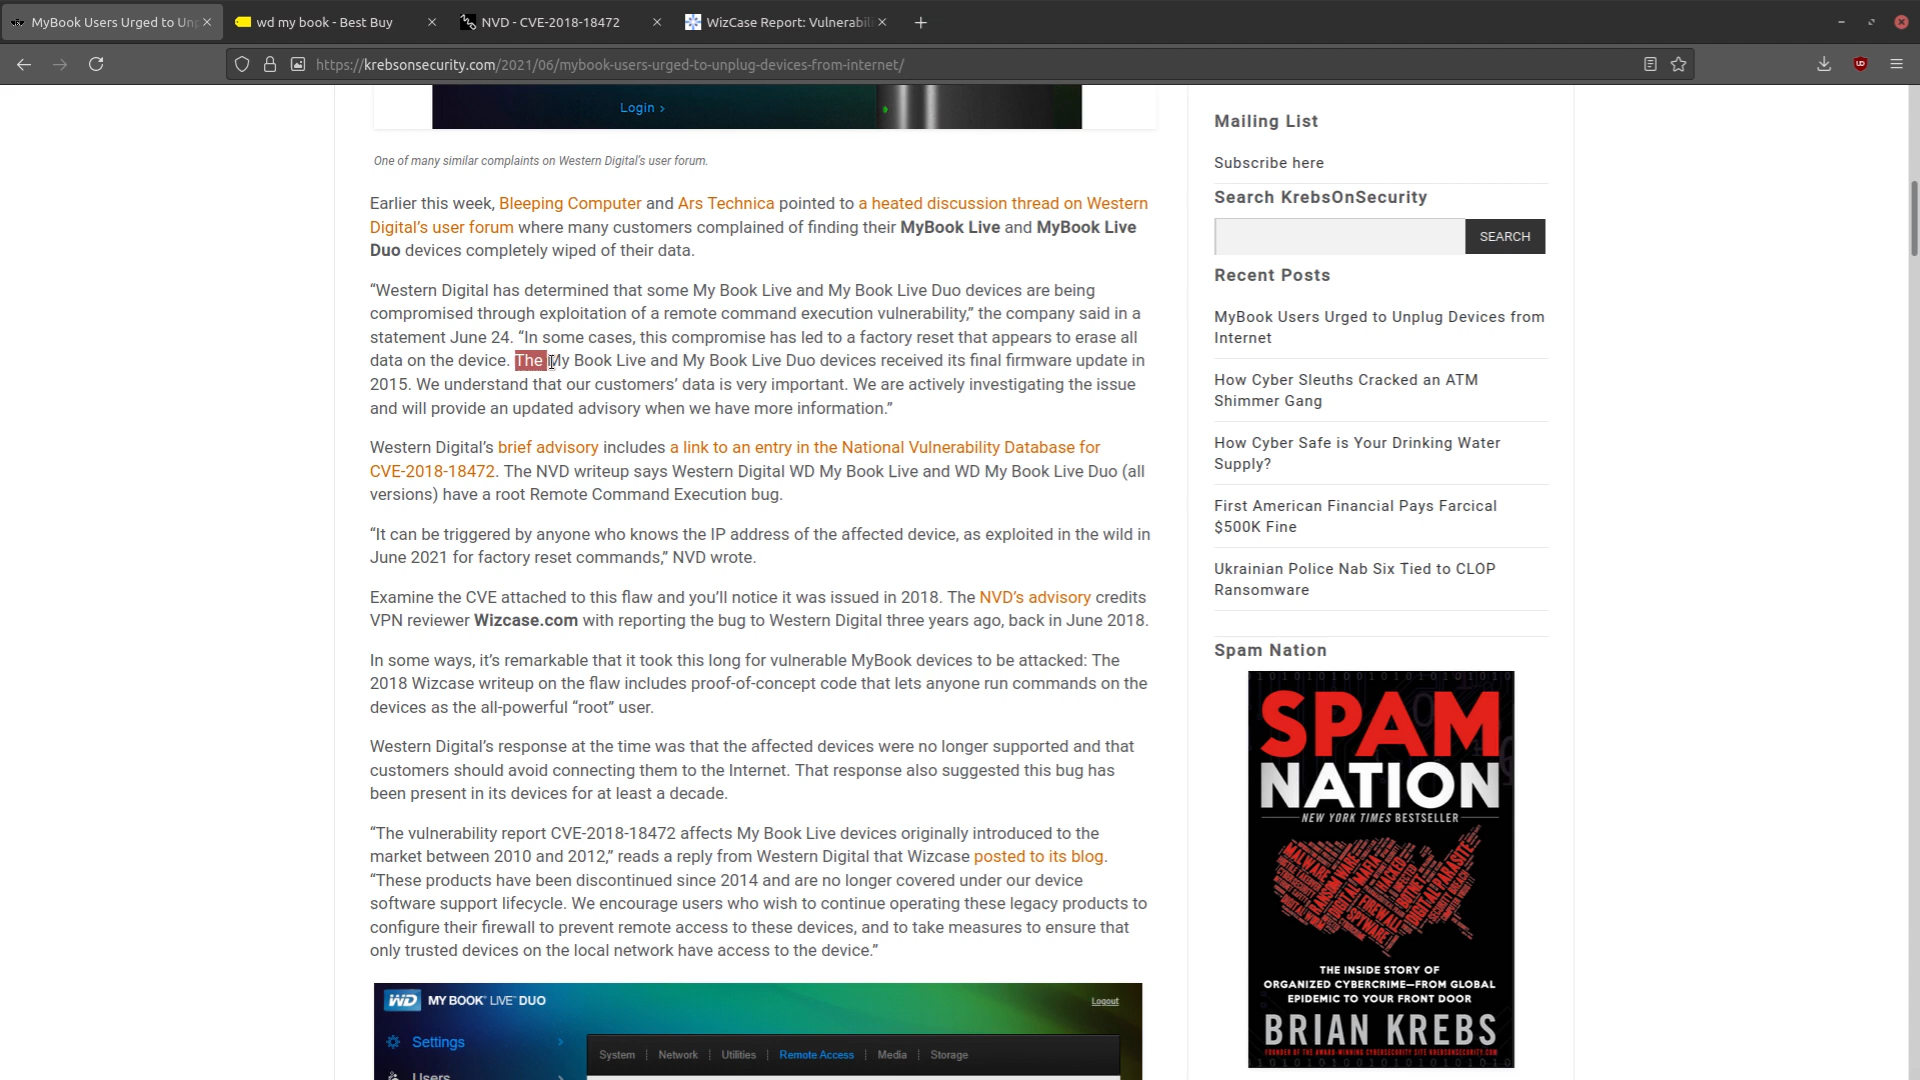 MyBook Users Urged to Un
wd my book - Best Buy
NVD - CVE-2018-18472
WizCase Report: Vulnerabil
https://krebsonsecurity.com/2021/06/mybook-users-urged-to-unplug-devices-from-internet/
Login >
One of many similar complaints on Western Digital's user forum.
Earlier this week, Bleeping Computer and Ars Technica pointed to a heated discussion thread on Western
Digital's user forum where many customers complained of finding their MyBook Live and MyBook Live
Duo devices completely wiped of their data.
“Western Digital has determined that some My Book Live and My Book Live Duo devices are being
compromised through exploitation of a remote command execution vulnerability,” the company said in a
statement June 24. “In some cases, this compromise has led to a factory reset that appears to erase all
data on the device. The My Book Live and My Book Live Duo devices received its final firmware update in
2015. We understand that our customers’ data is very important. We are actively investigating the issue
and will provide an updated advisory when we have more information.”
Western Digital’s brief advisory includes a link to an entry in the National Vulnerability Database for
CVE-2018-18472. The NVD writeup says Western Digital WD My Book Live and WD My Book Live Duo (all
versions) have a root Remote Command Execution bug.
“It can be triggered by anyone who knows the IP address of the affected device, as exploited in the wild in
June 2021 for factory reset commands,” NVD wrote.
Examine the CVE attached to this flaw and you’ll notice it was issued in 2018. The NVD’s advisory credits
VPN reviewer Wizcase.com with reporting the bug to Western Digital three years ago, back in June 2018.
In some ways, it’s remarkable that it took this long for vulnerable MyBook devices to be attacked: The
2018 Wizcase writeup on the flaw includes proof-of-concept code that lets anyone run commands on the
devices as the all-powerful “root” user.
Western Digital’s response at the time was that the affected devices were no longer supported and that
customers should avoid connecting them to the Internet. That response also suggested this bug has
been present in its devices for at least a decade.
“The vulnerability report CVE-2018-18472 affects My Book Live devices originally introduced to the
market between 2010 and 2012,” reads a reply from Western Digital that Wizcase posted to its blog.
“These products have been discontinued since 2014 and are no longer covered under our device
software support lifecycle. We encourage users who wish to continue operating these legacy products to
configure their firewall to prevent remote access to these devices, and to take measures to ensure that
only trusted devices on the local network have access to the device.”
WD MY BOOK LIVE DUO
Logout
Settings
Users
System | Network | Utilities | Remote Access | Media | Storage
Mailing List
Subscribe here
Search KrebsOnSecurity
SEARCH
Recent Posts
MyBook Users Urged to Unplug Devices from
Internet
How Cyber Sleuths Cracked an ATM
Shimmer Gang
How Cyber Safe is Your Drinking Water
Supply?
First American Financial Pays Farcical
$500K Fine
Ukrainian Police Nab Six Tied to CLOP
Ransomware
Spam Nation
SPAM
NATION
NEW YORK TIMES BESTSELLER
THE INSIDE STORY OF
ORGANIZED CYBERCRIME—FROM GLOBAL
EPIDEMIC TO YOUR FRONT DOOR
BRIAN KREBS
FOUNDER OF THE AWARD-WINNING CYBERSECURITY SITE KREBSONSECURITY.COM